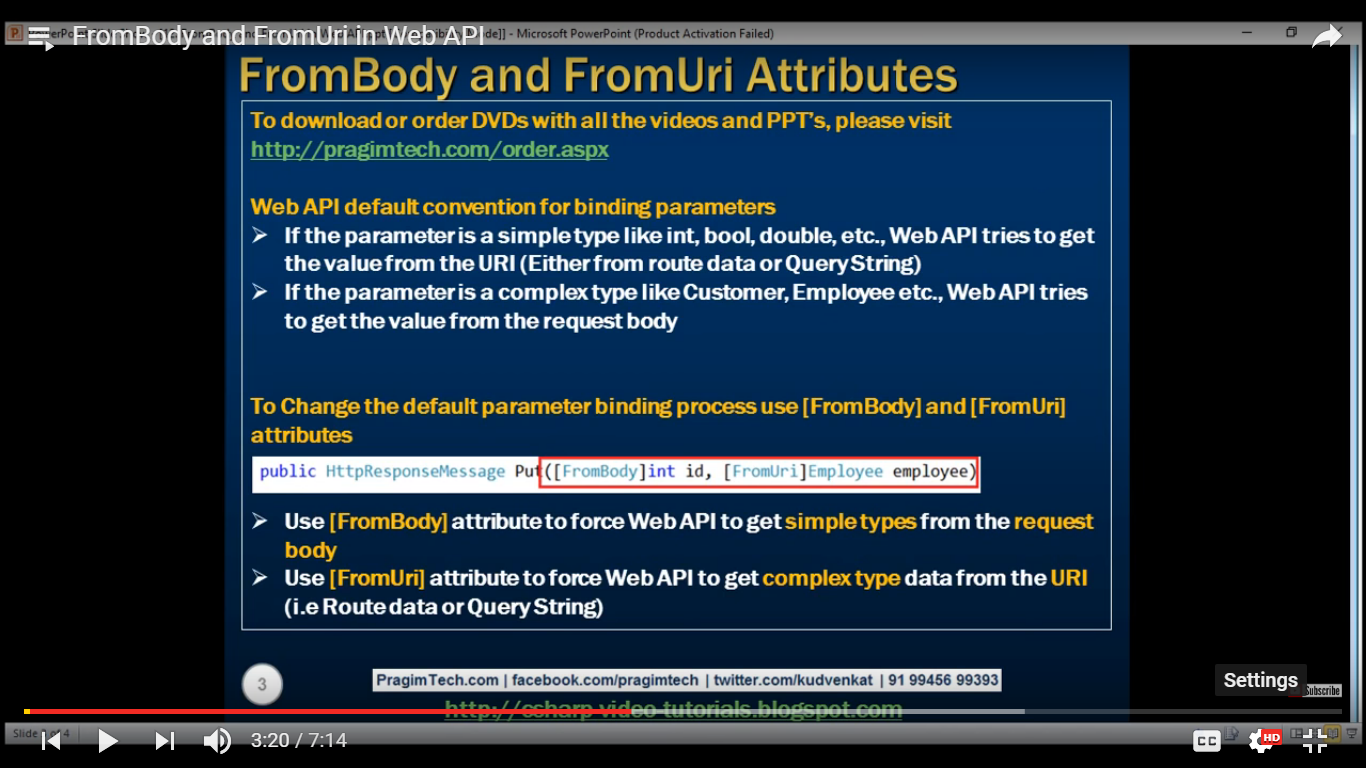 FromBody and FromUri in Web API
- Microsoft PowerPoint (Product Activation Failed)
FromBody and FromUri Attributes
To download or order DVDs with all the videos and PPT's, please visit
http://pragimtech.com/order.aspx
Web API default convention for binding parameters
➢ If the parameter is a simple type like int, bool, double, etc., Web API tries to get
the value from the URI (Either from route data or Query String)
➢ If the parameter is a complex type like Customer, Employee etc., Web API tries
to get the value from the request body
To Change the default parameter binding process use [FromBody] and [FromUri]
attributes
public HttpResponseMessage Put([FromBody]int id, [FromUri]Employee employee)
➢ Use [FromBody] attribute to force Web API to get simple types from the request
body
➢ Use [FromUri] attribute to force Web API to get complex type data from the URI
(i.e Route data or Query String)
3
PragimTech.com | facebook.com/pragimtech | twitter.com/kudvenkat | 91 99456 99393
Settings
Subscribe
http://csharp-video-tutorials.blogspot.com
Slide of 4
3:20 / 7:14
CC
HD